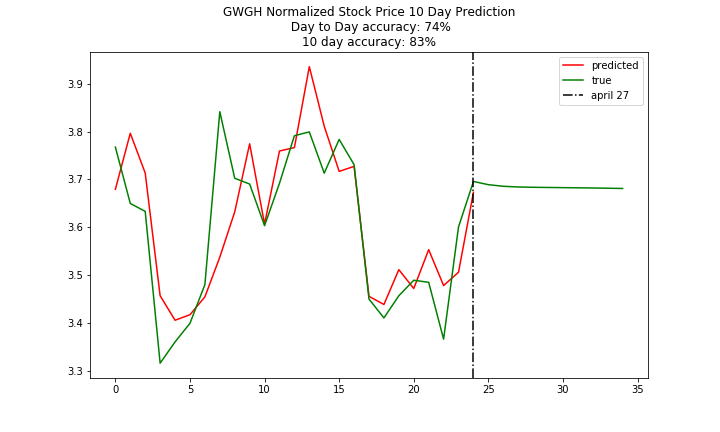 GWGH Normalized Stock Price 10 Day Prediction
Day to Day accuracy: 74%
10 day accuracy: 83%
predicted
true
april 27
3.9
3.8
3.7
3.6
3.5
3.4
3.3
0 5 10 15 20 25 30 35